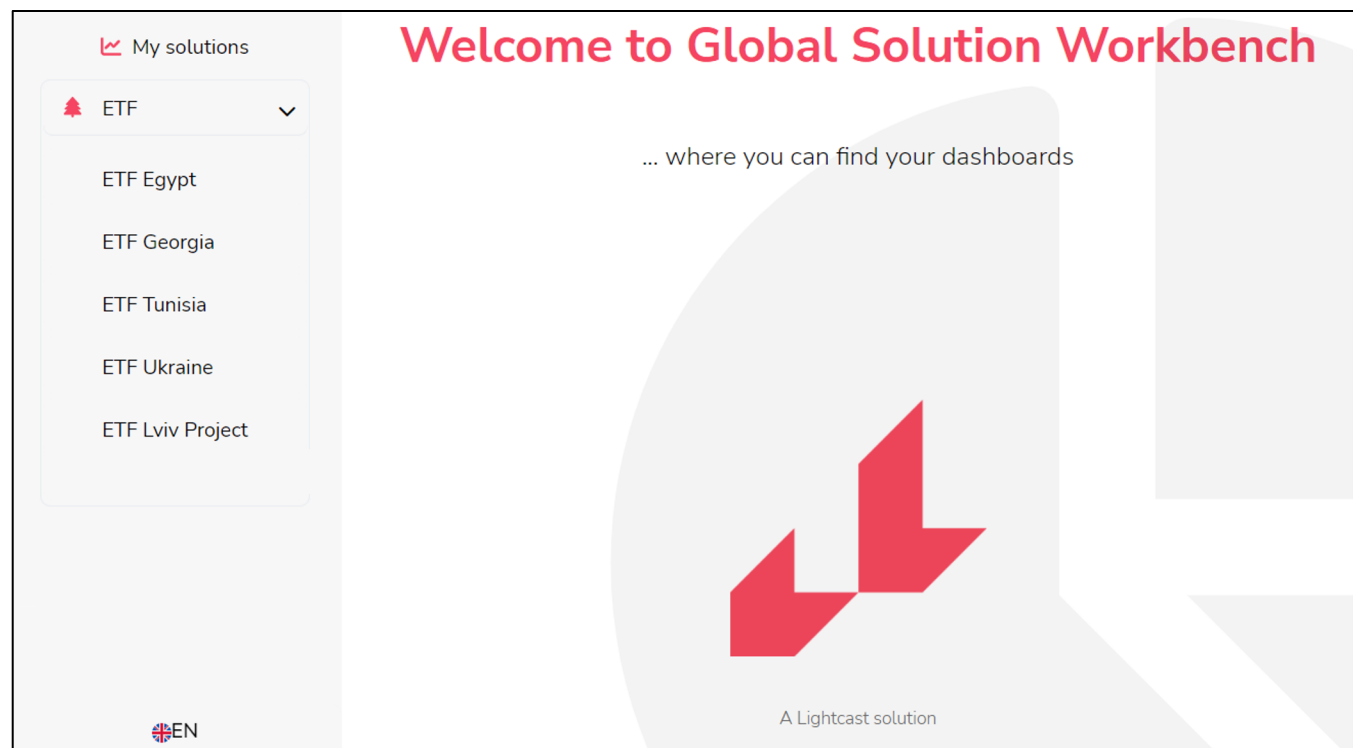 My solutions
ETF
ETF Egypt
ETF Georgia
ETF Tunisia
ETF Ukraine
ETF Lviv Project
EN
Welcome to Global Solution Workbench
... where you can find your dashboards
A Lightcast solution